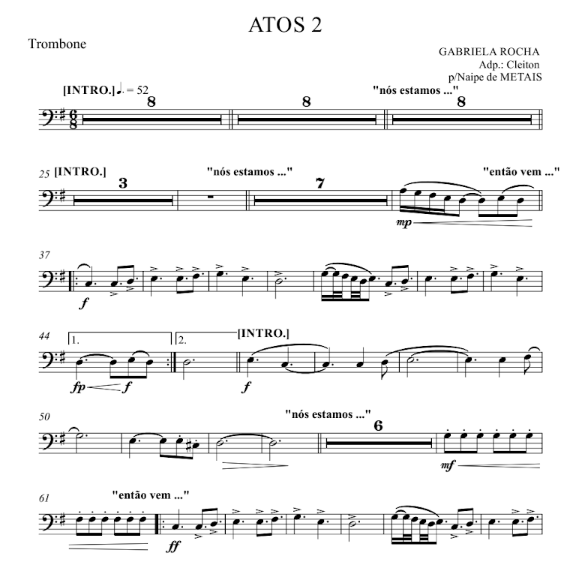 ATOS 2
Trombone
GABRIELA ROCHA
Adp.: Cleiton
p/Naipe de METAIS
[INTRO.] ♩. = 52 "nós estamos ..."
6 8 8 8 8
25 [INTRO.] "nós estamos ..." "então vem ..."
3 7
mp
37
f
44 1. 2. [INTRO.]
fp f f
50 "nós estamos ..."
6
mf
61 "então vem ..."
ff